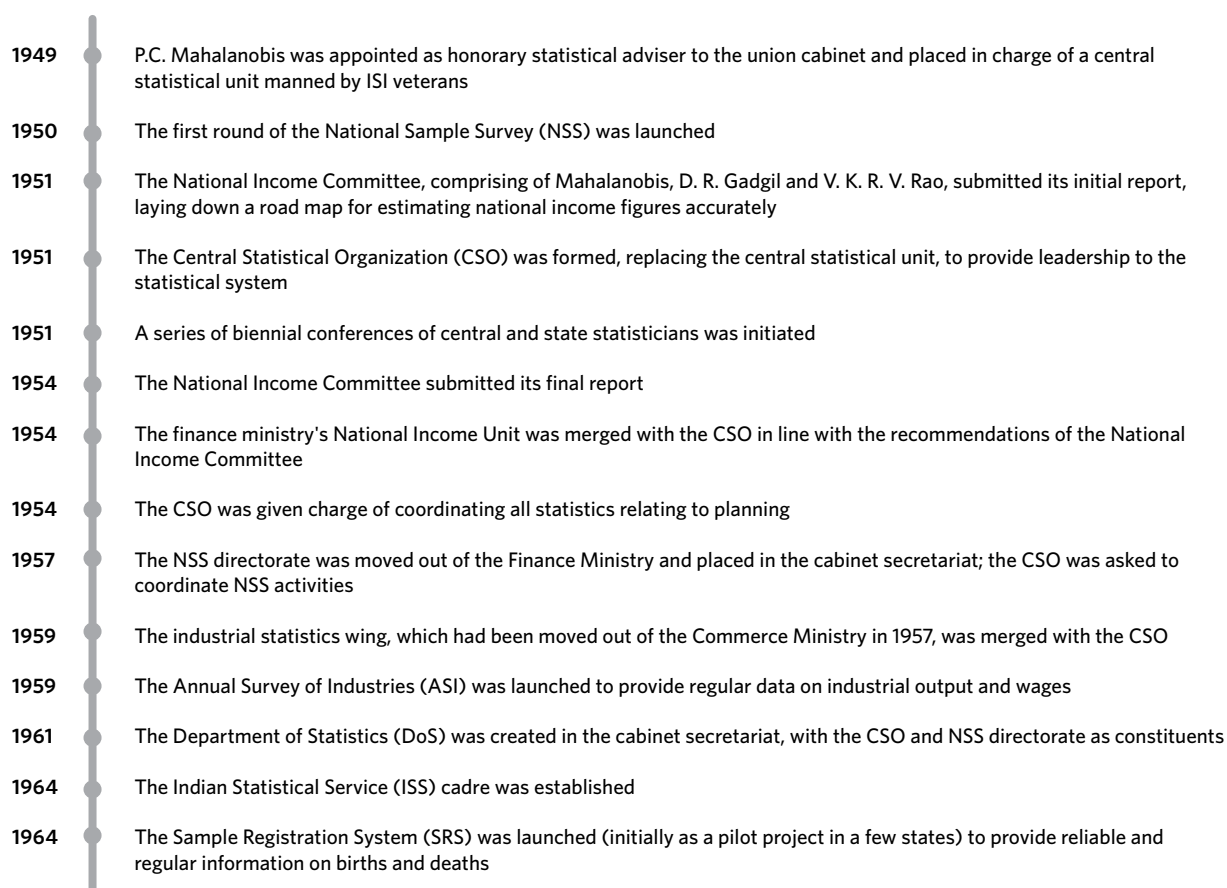 1949 P.C. Mahalanobis was appointed as honorary statistical adviser to the union cabinet and placed in charge of a central
statistical unit manned by ISI veterans
1950 The first round of the National Sample Survey (NSS) was launched
1951 The National Income Committee, comprising of Mahalanobis, D. R. Gadgil and V. K. R. V. Rao, submitted its initial report,
laying down a road map for estimating national income figures accurately
1951 The Central Statistical Organization (CSO) was formed, replacing the central statistical unit, to provide leadership to the
statistical system
1951 A series of biennial conferences of central and state statisticians was initiated
1954 The National Income Committee submitted its final report
1954 The finance ministry's National Income Unit was merged with the CSO in line with the recommendations of the National
Income Committee
1954 The CSO was given charge of coordinating all statistics relating to planning
1957 The NSS directorate was moved out of the Finance Ministry and placed in the cabinet secretariat; the CSO was asked to
coordinate NSS activities
1959 The industrial statistics wing, which had been moved out of the Commerce Ministry in 1957, was merged with the CSO
1959 The Annual Survey of Industries (ASI) was launched to provide regular data on industrial output and wages
1961 The Department of Statistics (DoS) was created in the cabinet secretariat, with the CSO and NSS directorate as constituents
1964 The Indian Statistical Service (ISS) cadre was established
1964 The Sample Registration System (SRS) was launched (initially as a pilot project in a few states) to provide reliable and
regular information on births and deaths